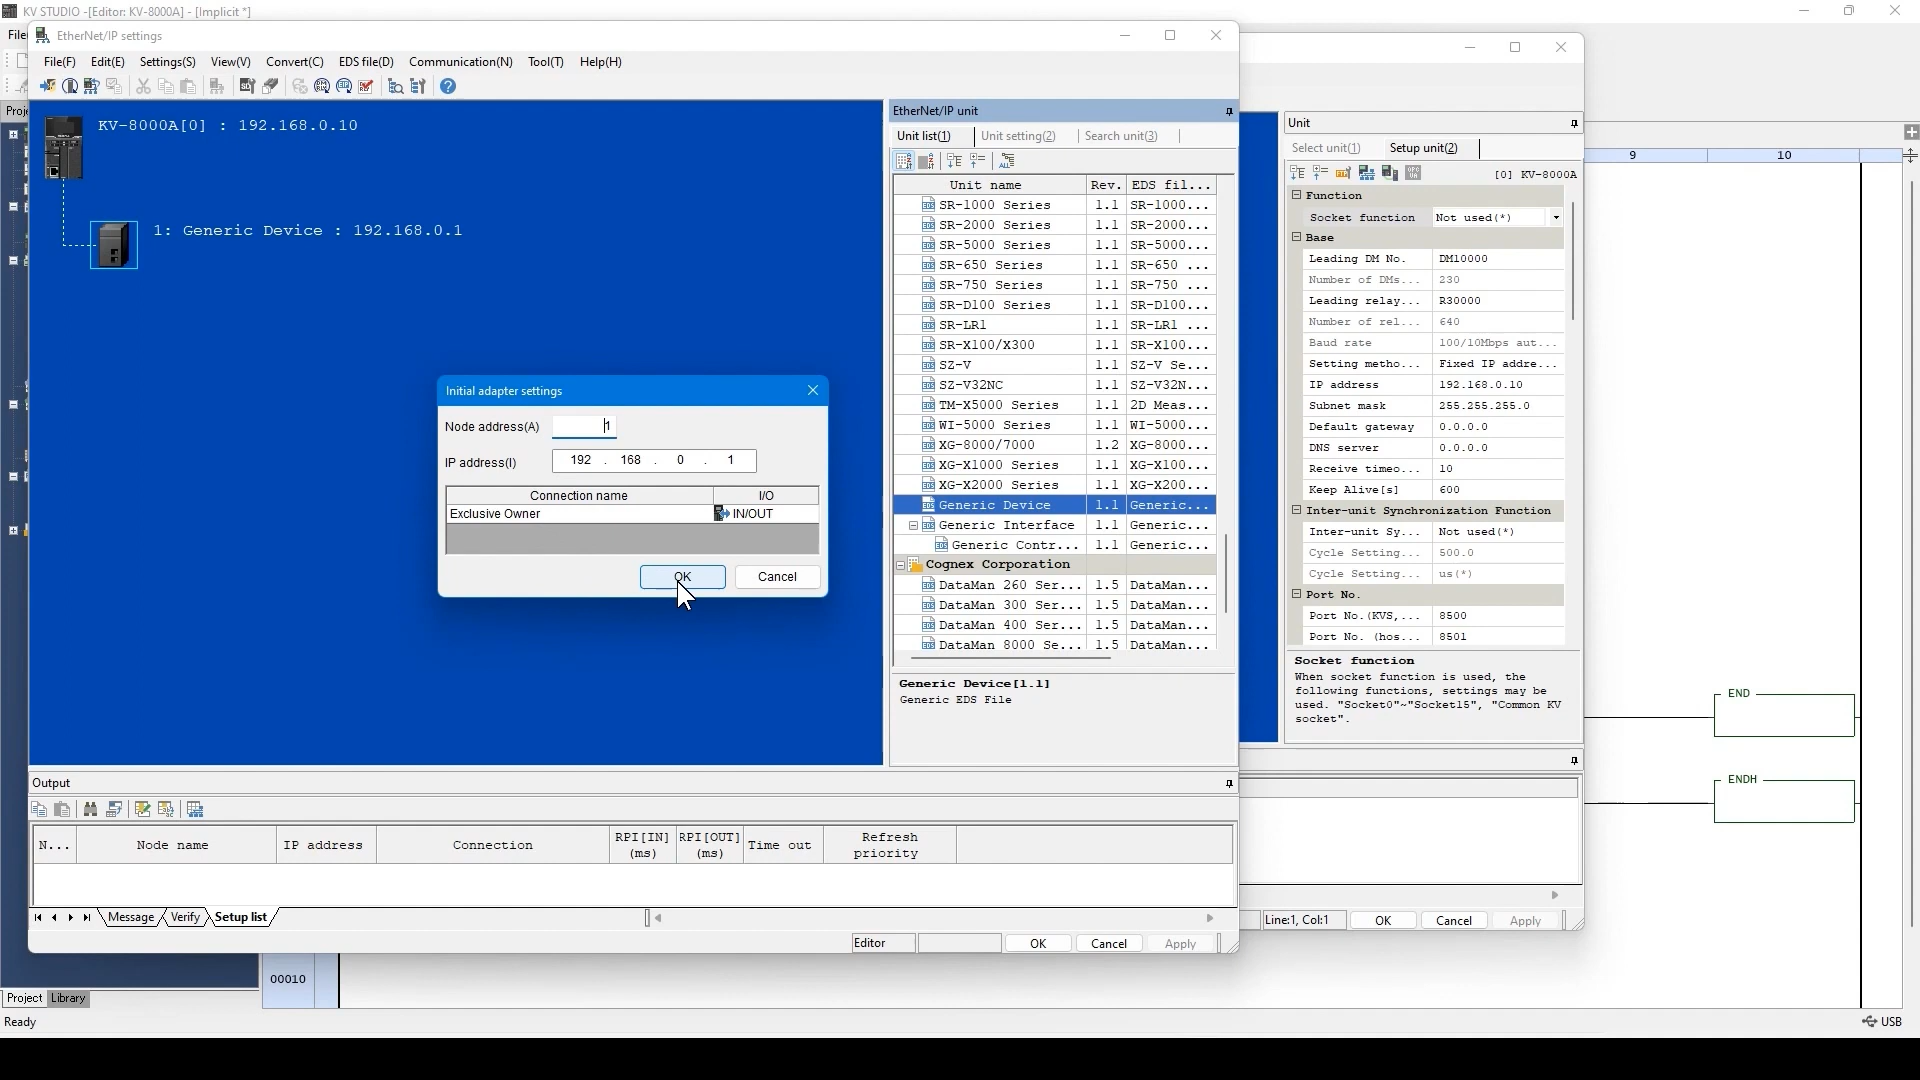 KV STUDIO -[Editor: KV-8000A] - [Implicit *]
File
EtherNet/IP settings
File(F) Edit(E) Settings(S) View(V) Convert(C) EDS file(D) Communication(N) Tool(T) Help(H)
KV-8000A[0] : 192.168.0.10
1: Generic Device : 192.168.0.1
Initial adapter settings
Node address(A) 1
IP address(I) 192 . 168 . 0 . 1
Connection name I/O
Exclusive Owner IN/OUT
OK Cancel
EtherNet/IP unit
Unit list(1) Unit setting(2) Search unit(3)
Unit name Rev. EDS fil...
SR-1000 Series 1.1 SR-1000...
SR-2000 Series 1.1 SR-2000...
SR-5000 Series 1.1 SR-5000...
SR-650 Series 1.1 SR-650 ...
SR-750 Series 1.1 SR-750 ...
SR-D100 Series 1.1 SR-D100...
SR-LR1 1.1 SR-LR1 ...
SR-X100/X300 1.1 SR-X100...
SZ-V 1.1 SZ-V Se...
SZ-V32NC 1.1 SZ-V32N...
TM-X5000 Series 1.1 2D Meas...
WI-5000 Series 1.1 WI-5000...
XG-8000/7000 1.2 XG-8000...
XG-X1000 Series 1.1 XG-X100...
XG-X2000 Series 1.1 XG-X200...
Generic Device 1.1 Generic...
Generic Interface 1.1 Generic...
Generic Contr... 1.1 Generic...
Cognex Corporation
DataMan 260 Ser... 1.5 DataMan...
DataMan 300 Ser... 1.5 DataMan...
DataMan 400 Ser... 1.5 DataMan...
DataMan 8000 Se... 1.5 DataMan...
Generic Device[1.1]
Generic EDS File
Output
N... Node name IP address Connection RPI[IN] (ms) RPI[OUT] (ms) Time out Refresh priority
Message Verify Setup list
Editor OK Cancel Apply
Unit
Select unit(1) Setup unit(2)
[0] KV-8000A
Function
Socket function Not used(*)
Base
Leading DM No. DM10000
Number of DMs... 230
Leading relay... R30000
Number of rel... 640
Baud rate 100/10Mbps aut...
Setting metho... Fixed IP addre...
IP address 192.168.0.10
Subnet mask 255.255.255.0
Default gateway 0.0.0.0
DNS server 0.0.0.0
Receive timeo... 10
Keep Alive[s] 600
Inter-unit Synchronization Function
Inter-unit Sy... Not used(*)
Cycle Setting... 500.0
Cycle Setting... us(*)
Port No.
Port No.(KVS,... 8500
Port No. (hos... 8501
Socket function
When socket function is used, the
following functions, settings may be
used. "Socket0"~"Socket15", "Common KV
socket".
Line:1, Col:1 OK Cancel Apply
9 10
END
ENDH
00010
Project Library
Ready
USB